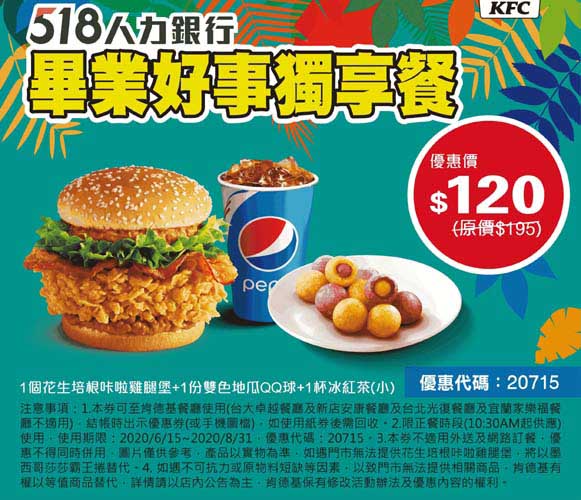 KFC
518人力銀行
畢業好事獨享餐
優惠價
$120
(原價$195)
pep
1個花生培根咔啦雞腿堡+1份雙色地瓜QQ球+1杯冰紅茶(小)
優惠代碼：20715
注意事項：1.本券可至肯德基餐廳使用(台大卓越餐廳及新店安康餐廳及台北光復餐廳及宜蘭家樂福餐
廳不適用)，結帳時出示優惠券(或手機圖檔)，如使用紙券後需回收。2.限正餐時段(10:30AM起供應)
使用，使用期限：2020/6/15~2020/8/31，優惠代碼：20715。3.本券不適用外送及網路訂餐，優
惠不得同時併用，圖片僅供參考，產品以實物為準，如遇門市無法提供花生培根咔啦雞腿堡，將以墨
西哥莎莎霸王捲替代。4.如遇不可抗力或原物料短缺等因素，以致門市無法提供相關商品，肯德基有
權以等值商品替代，詳情請以店內公告為主，肯德基保有修改活動辦法及優惠內容的權利。